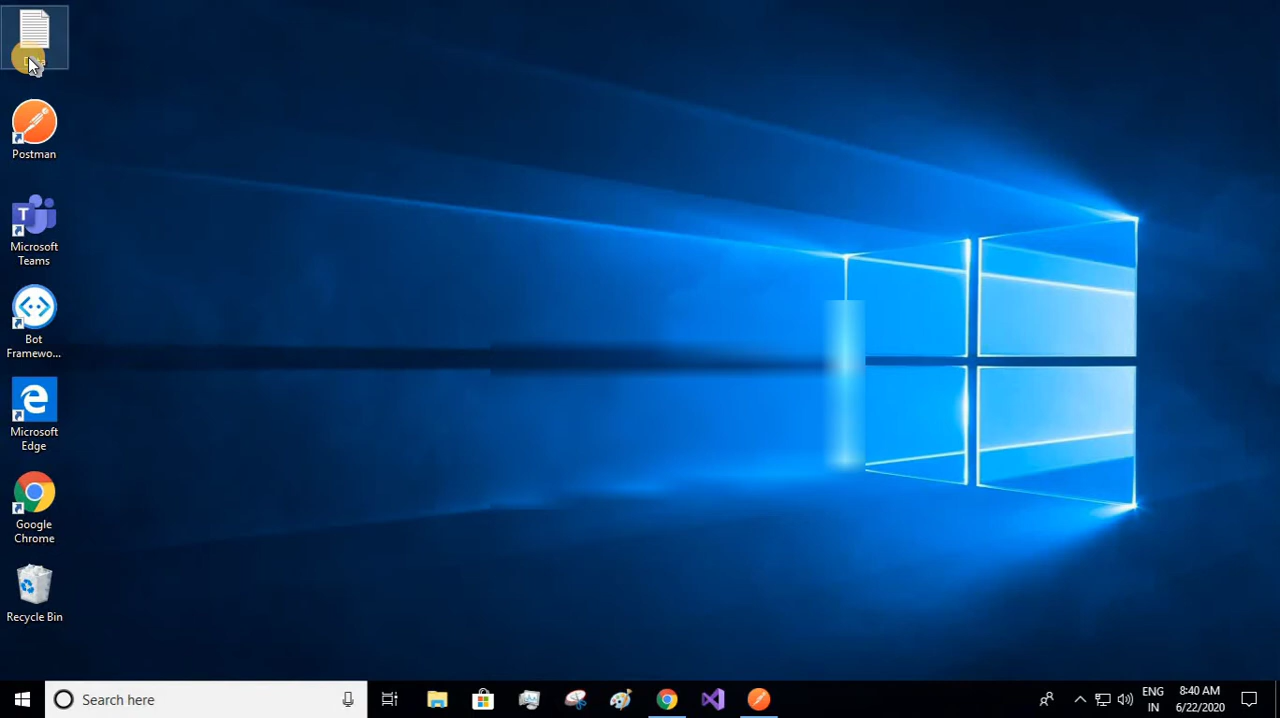 Postman
Microsoft
Teams
Bot
Framewo...
Microsoft
Edge
Google
Chrome
Recycle Bin
Search here
ENG
IN
8:40 AM
6/22/2020